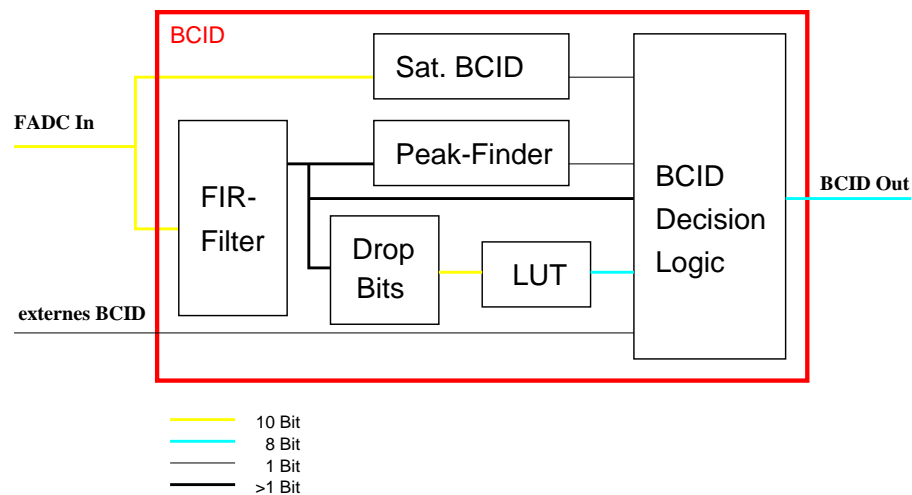 BCID
Sat. BCID
FADC In
Peak-Finder
FIR-
Filter
BCID
Decision
Logic
BCID Out
Drop
Bits
LUT
externes BCID
10 Bit
8 Bit
1 Bit
>1 Bit